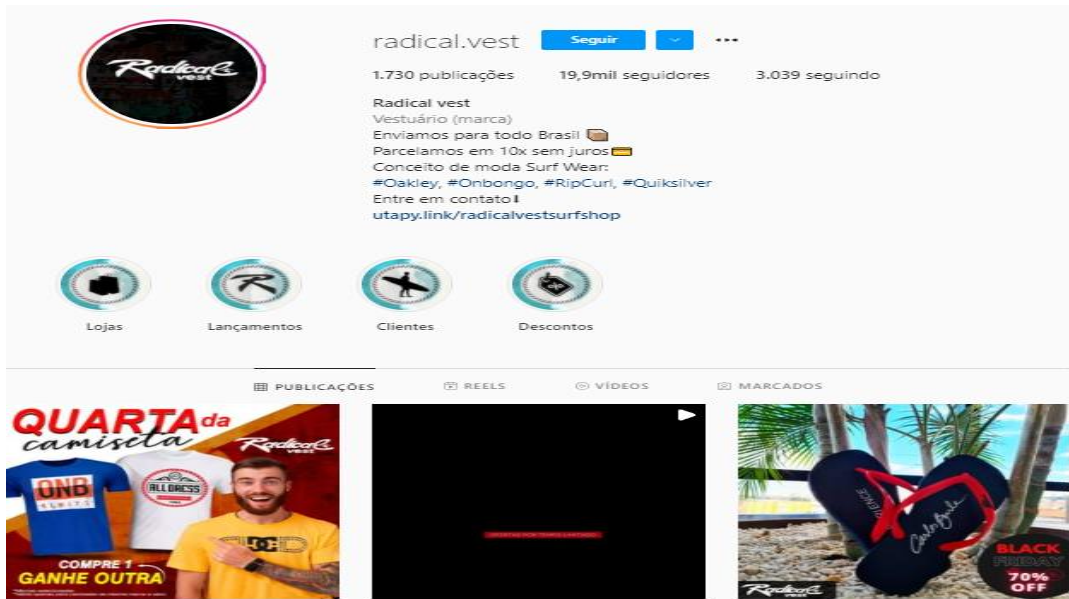 Radical
vest
radical.vest
Seguir
1.730 publicações 19,9mil seguidores 3.039 seguindo
Radical vest
Vestuário (marca)
Enviamos para todo Brasil
Parcelamos em 10x sem juros
Conceito de moda Surf Wear:
#Oakley, #Onbongo, #RipCurl, #Quiksilver
Entre em contato
utapy.link/radicalvestsurfshop
Lojas Lançamentos Clientes Descontos
PUBLICAÇÕES REELS VÍDEOS MARCADOS
QUARTA da
camiseta
Radical
VEST
ONB
ALL DRESS
DC
COMPRE 1
GANHE OUTRA
BLACK
FRIDAY
70%
OFF
Radical
VEST